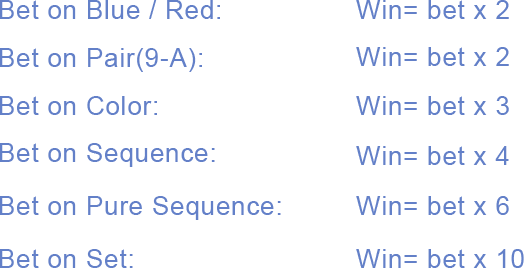 Bet on Blue / Red: Win= bet x 2
Bet on Pair(9-A): Win= bet x 2
Bet on Color: Win= bet x 3
Bet on Sequence: Win= bet x 4
Bet on Pure Sequence: Win= bet x 6
Bet on Set: Win= bet x 10